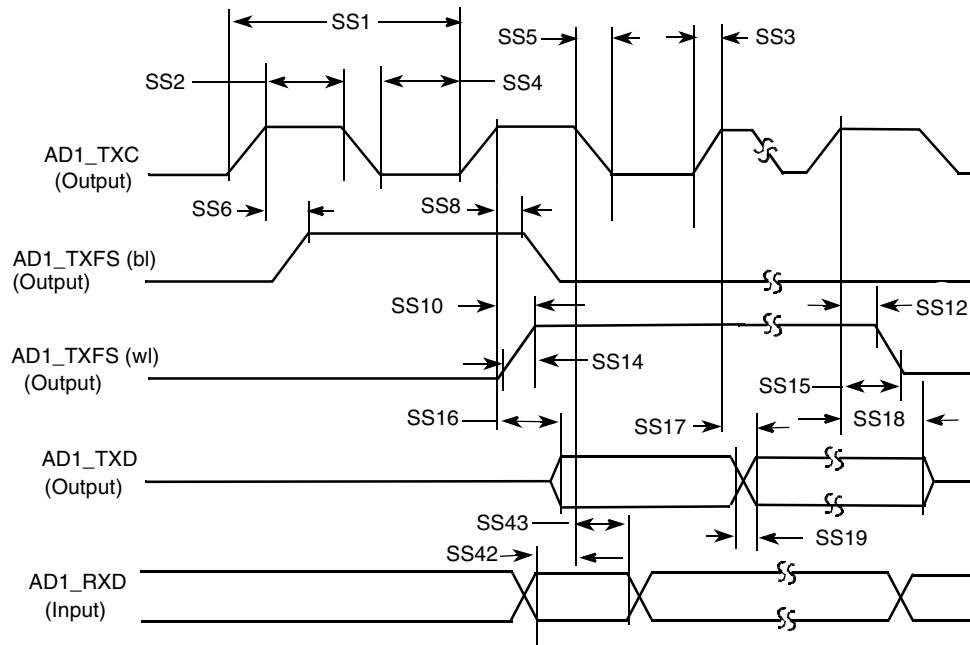 SS1
SS5
SS3
SS2
SS4
AD1_TXC
(Output)
SS6
SS8
AD1_TXFS (bl)
(Output)
SS10
SS12
AD1_TXFS (wl)
(Output)
SS14
SS15
SS16
SS17
SS18
AD1_TXD
(Output)
SS43
SS19
SS42
AD1_RXD
(Input)